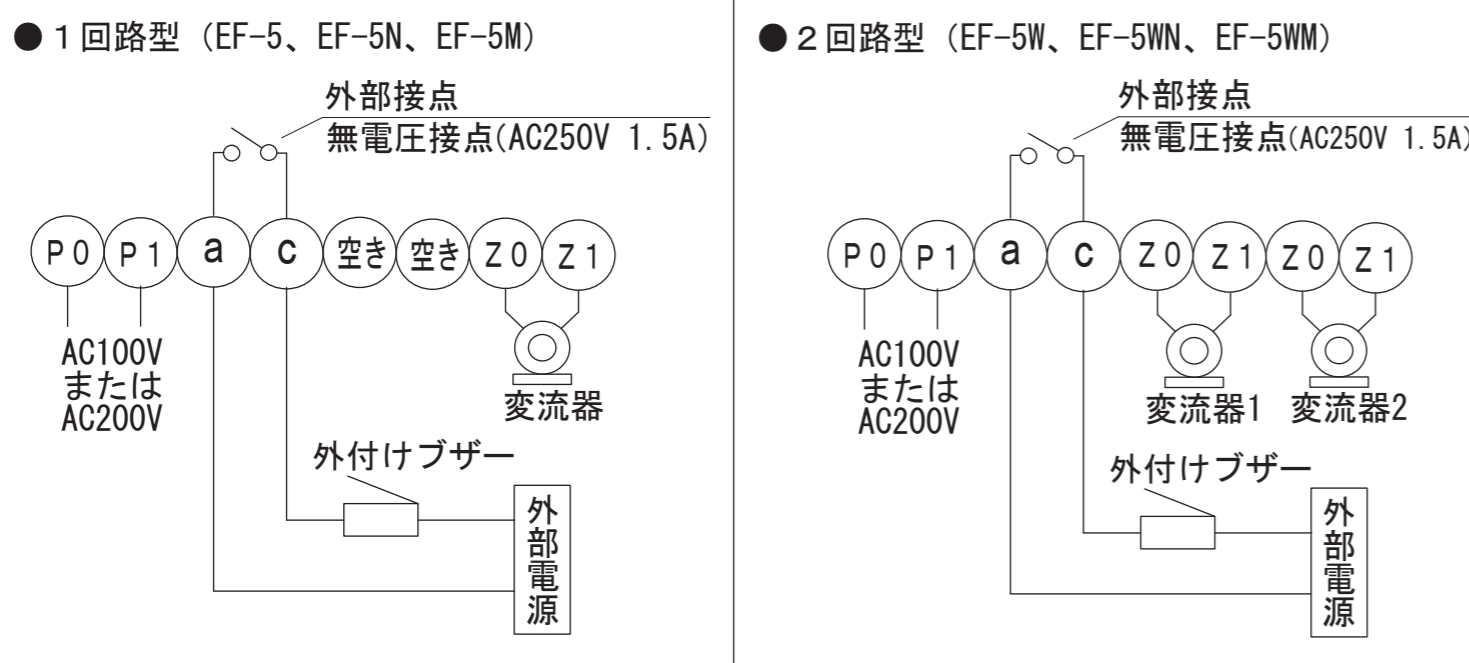 ●1回路型（EF-5、EF-5N、EF-5M）
外部接点
無電圧接点(AC250V 1.5A)
P0 P1 a c 空き 空き Z0 Z1
AC100V
または
AC200V
変流器
外付けブザー
外部電源
●2回路型（EF-5W、EF-5WN、EF-5WM）
外部接点
無電圧接点(AC250V 1.5A)
P0 P1 a c Z0 Z1 Z0 Z1
AC100V
または
AC200V
変流器1 変流器2
外付けブザー
外部電源